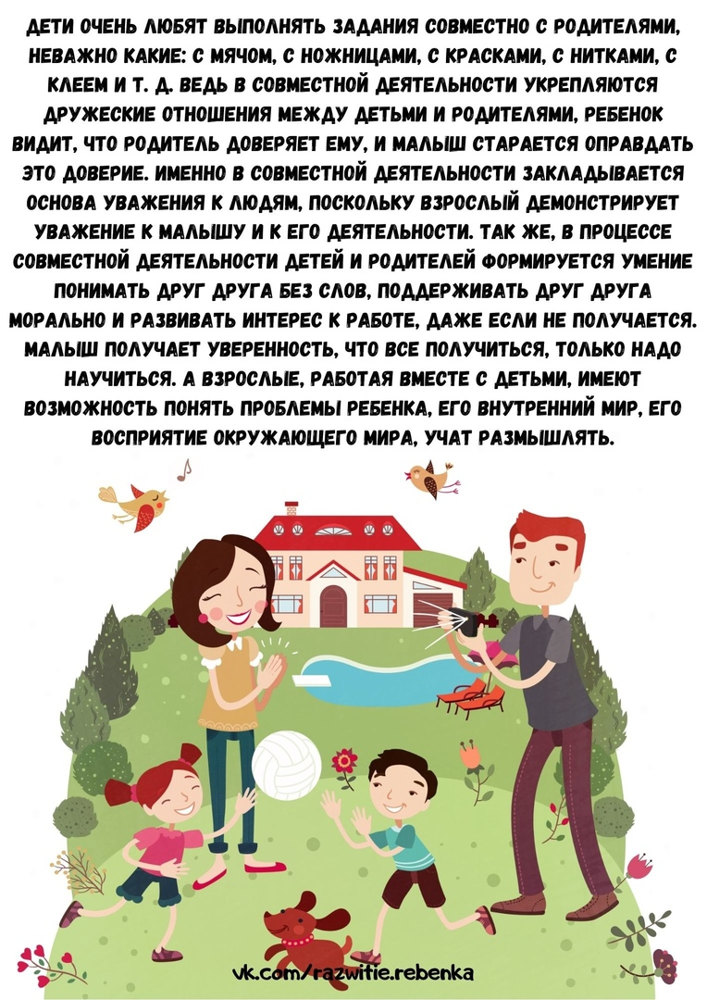 ДЕТИ ОЧЕНЬ ЛЮБЯТ ВЫПОЛНЯТЬ ЗАДАНИЯ СОВМЕСТНО С РОДИТЕЛЯМИ,
НЕВАЖНО КАКИЕ: С МЯЧОМ, С НОЖНИЦАМИ, С КРАСКАМИ, С НИТКАМИ, С
КЛЕЕМ И Т. Д. ВЕДЬ В СОВМЕСТНОЙ ДЕЯТЕЛЬНОСТИ УКРЕПЛЯЮТСЯ
ДРУЖЕСКИЕ ОТНОШЕНИЯ МЕЖДУ ДЕТЬМИ И РОДИТЕЛЯМИ, РЕБЕНОК
ВИДИТ, ЧТО РОДИТЕЛЬ ДОВЕРЯЕТ ЕМУ, И МАЛЫШ СТАРАЕТСЯ ОПРАВДАТЬ
ЭТО ДОВЕРИЕ. ИМЕННО В СОВМЕСТНОЙ ДЕЯТЕЛЬНОСТИ ЗАКЛАДЫВАЕТСЯ
ОСНОВА УВАЖЕНИЯ К ЛЮДЯМ, ПОСКОЛЬКУ ВЗРОСЛЫЙ ДЕМОНСТРИРУЕТ
УВАЖЕНИЕ К МАЛЫШУ И К ЕГО ДЕЯТЕЛЬНОСТИ. ТАК ЖЕ, В ПРОЦЕССЕ
СОВМЕСТНОЙ ДЕЯТЕЛЬНОСТИ ДЕТЕЙ И РОДИТЕЛЕЙ ФОРМИРУЕТСЯ УМЕНИЕ
ПОНИМАТЬ ДРУГ ДРУГА БЕЗ СЛОВ, ПОДДЕРЖИВАТЬ ДРУГ ДРУГА
МОРАЛЬНО И РАЗВИВАТЬ ИНТЕРЕС К РАБОТЕ, ДАЖЕ ЕСЛИ НЕ ПОЛУЧАЕТСЯ.
МАЛЫШ ПОЛУЧАЕТ УВЕРЕННОСТЬ, ЧТО ВСЕ ПОЛУЧИТЬСЯ, ТОЛЬКО НАДО
НАУЧИТЬСЯ. А ВЗРОСЛЫЕ, РАБОТАЯ ВМЕСТЕ С ДЕТЬМИ, ИМЕЮТ
ВОЗМОЖНОСТЬ ПОНЯТЬ ПРОБЛЕМЫ РЕБЕНКА, ЕГО ВНУТРЕННИЙ МИР, ЕГО
ВОСПРИЯТИЕ ОКРУЖАЮЩЕГО МИРА, УЧАТ РАЗМЫШЛЯТЬ.
vk.com/razwitie.rebenka